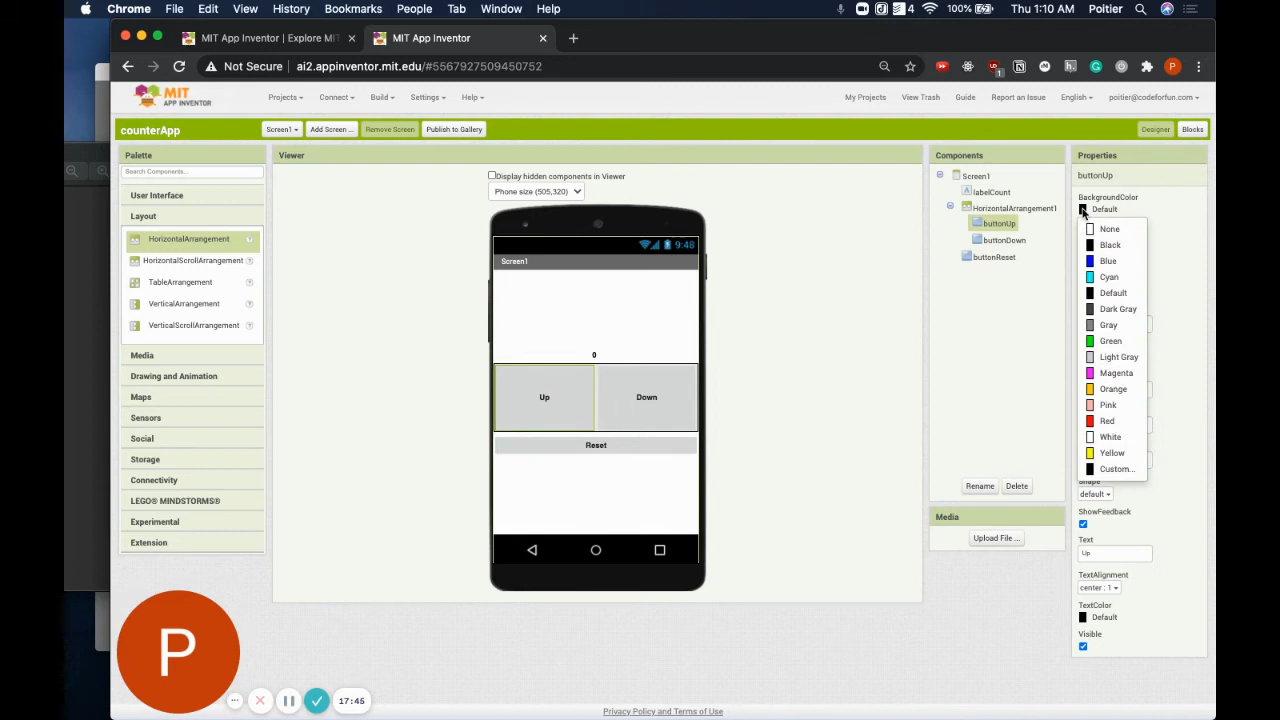 Chrome File Edit View History Bookmarks People Tab Window Help 4 100% Thu 1:10 AM Poitier
MIT App Inventor | Explore MIT MIT App Inventor
Not Secure ai2.appinventor.mit.edu/#5567927509450752 1 P
MIT
APP INVENTOR
Projects Connect Build Settings Help My Projects View Trash Guide Report an Issue English poitier@codeforfun.com
counterApp Screen1 Add Screen ... Remove Screen Publish to Gallery Designer Blocks
Palette Viewer Components Properties
Search Components...
User Interface
Layout
HorizontalArrangement ?
HorizontalScrollArrangement ?
TableArrangement ?
VerticalArrangement ?
VerticalScrollArrangement ?
Media
Drawing and Animation
Maps
Sensors
Social
Storage
Connectivity
LEGO® MINDSTORMS®
Experimental
Extension
Display hidden components in Viewer
Phone size (505,320)
9:48
Screen1
0
Up Down
Reset
Screen1
labelCount
HorizontalArrangement1
buttonUp
buttonDown
buttonReset
Rename Delete
Media
Upload File ...
buttonUp
BackgroundColor
Default
None
Black
Blue
Cyan
Default
Dark Gray
Gray
Green
Light Gray
Magenta
Orange
Pink
Red
White
Yellow
Custom...
Shape
default
ShowFeedback
Text
Up
TextAlignment
center : 1
TextColor
Default
Visible
P
17:45
Privacy Policy and Terms of Use